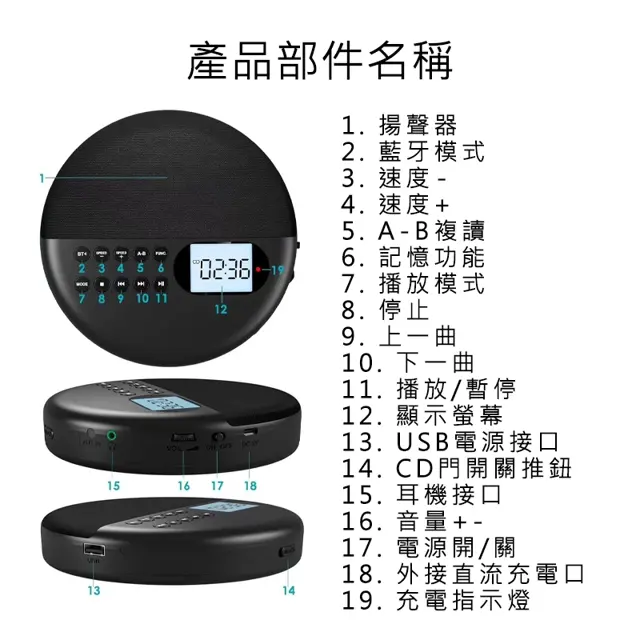 產品部件名稱
1. 揚聲器
2. 藍牙模式
3. 速度-
4. 速度+
5. A-B複讀
6. 記憶功能
7. 播放模式
8. 停止
9. 上一曲
10. 下一曲
11. 播放/暫停
12. 顯示螢幕
13. USB電源接口
14. CD門開關推鈕
15. 耳機接口
16. 音量+-
17. 電源開/關
18. 外接直流充電口
19. 充電指示燈
1
A-B FUNC.
2 3 4 5 6
MODE
7 8 9 10 11
02:36
19
12
15 16 17 18
13 14